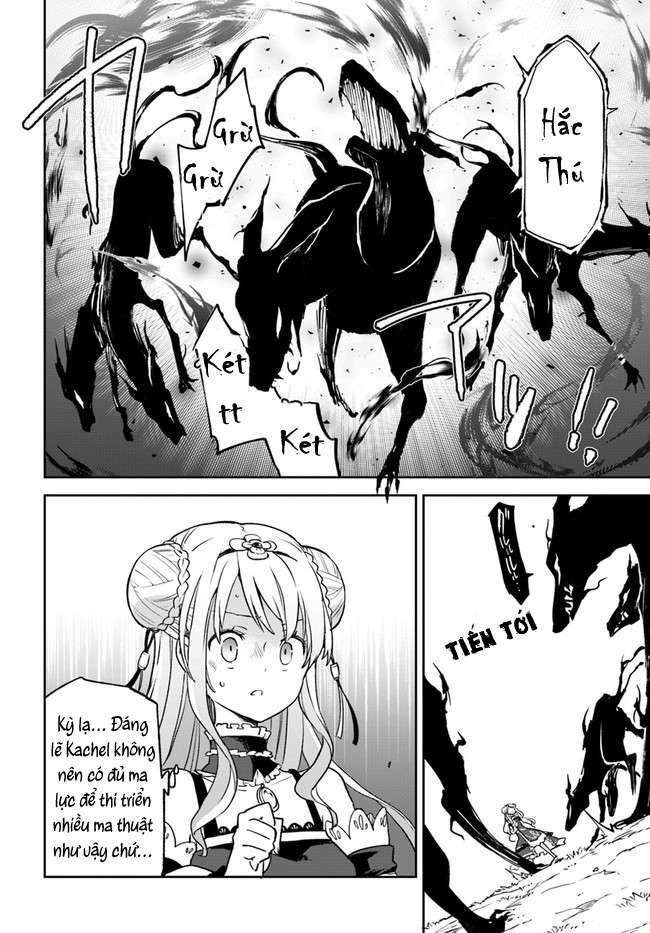 Hắc
Thú
Grừ
Grừ
Két
tt
Két
TIẾN TỚI
Kỳ lạ... Đáng
lẽ Kachel không
nên có đủ ma
lực để thi triển
nhiều ma thuật
như vậy chứ...